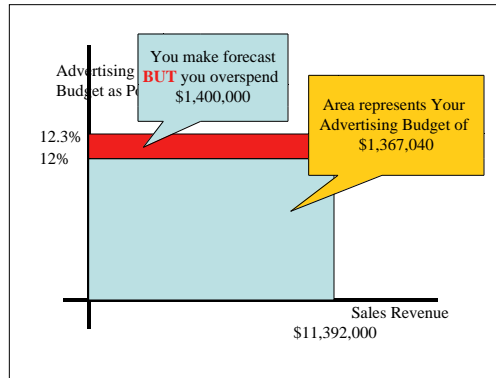 You make forecast
BUT you overspend
$1,400,000
Advertising
Budget as
Area represents Your
Advertising Budget of
$1,367,040
12.3%
12%
Sales Revenue
$11,392,000